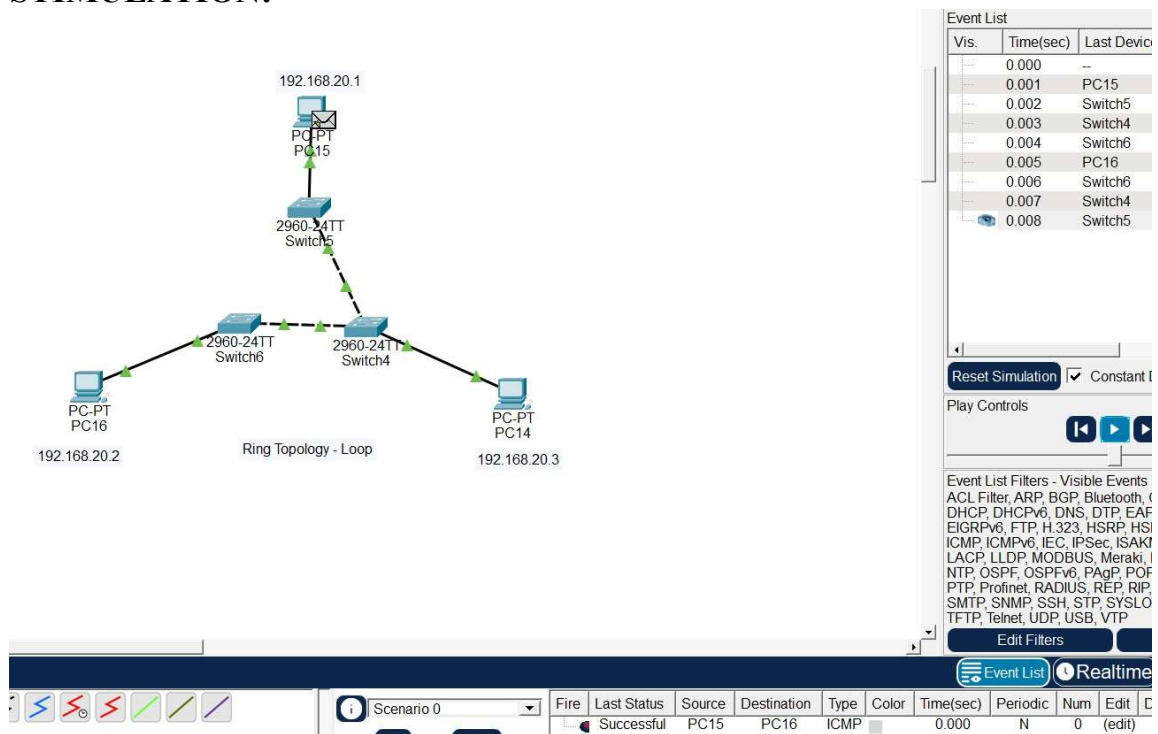 STIMULATION:
Event List
Vis. Time(sec) Last Device
0.000 --
0.001 PC15
0.002 Switch5
0.003 Switch4
0.004 Switch6
0.005 PC16
0.006 Switch6
0.007 Switch4
0.008 Switch5
192.168.20.1
PC-PT
PC15
2960-24TT
Switch5
2960-24TT
Switch6
2960-24TT
Switch4
PC-PT
PC16
192.168.20.2
Ring Topology - Loop
PC-PT
PC14
192.168.20.3
Reset Simulation Constant
Play Controls
Event List Filters - Visible Events
ACL Filter, ARP, BGP, Bluetooth,
DHCP, DHCPv6, DNS, DTP,
EIGRPv6, FTP, H.323, HSRP,
ICMP, ICMPv6, IEC, IPSec,
LACP, LLDP, MODBUS, Meraki,
NTP, OSPF, OSPFv6, PAgP,
PTP, Profinet, RADIUS, REP, RIP,
SMTP, SNMP, SSH, STP,
TFTP, Telnet, UDP, USB, VTP
Edit Filters
Event List Realtime
Scenario 0
Fire Last Status Source Destination Type Color Time(sec) Periodic Num Edit
Successful PC15 PC16 ICMP 0.000 N 0 (edit)